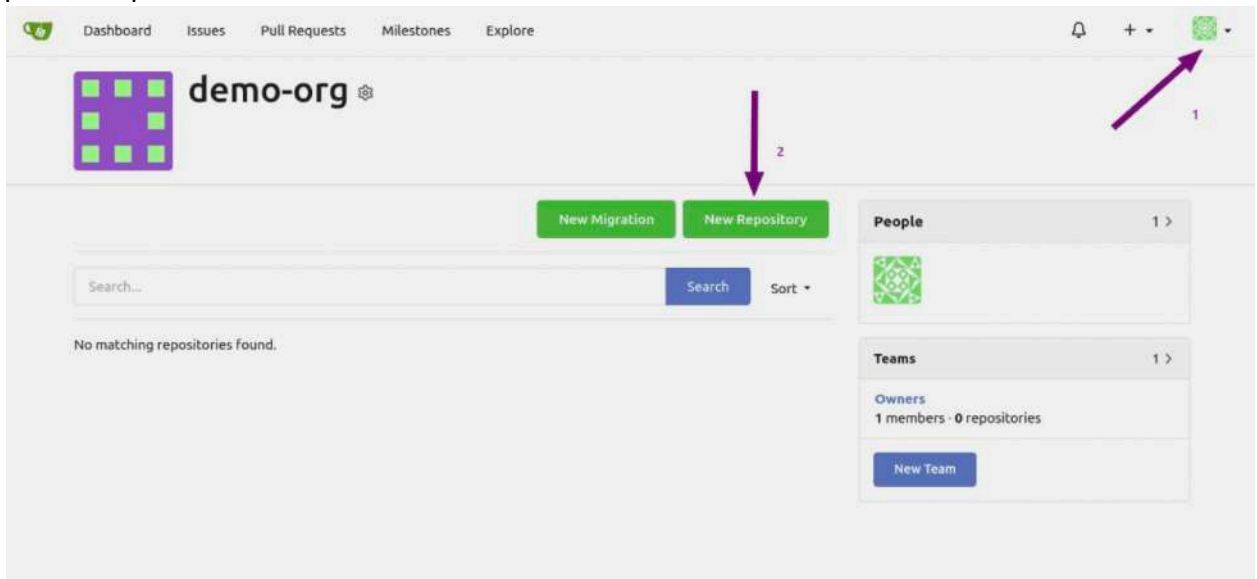 Dashboard Issues Pull Requests Milestones Explore
demo-org
1
2
New Migration New Repository
People 1
Search... Search Sort
No matching repositories found.
Teams 1
Owners
1 members · 0 repositories
New Team